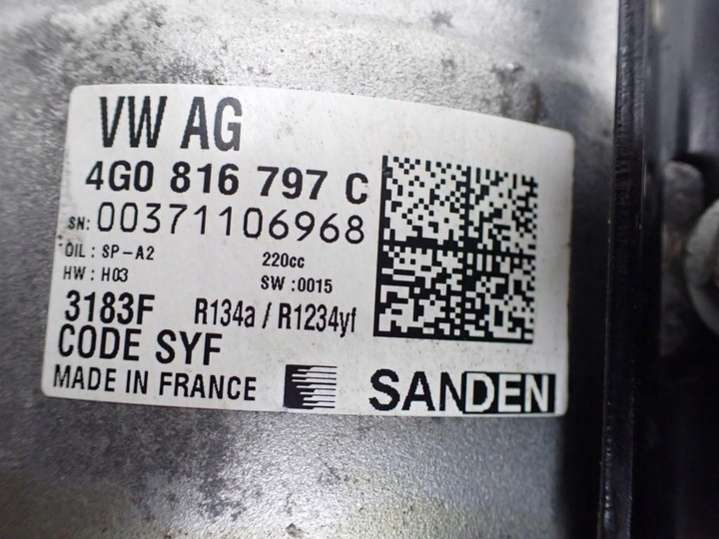 VW AG
4G0 816 797 C
SN: 00371106968
OIL : SP-A2 220cc
HW : H03 SW :0015
3183F R134a / R1234yf
CODE SYF
MADE IN FRANCE SANDEN